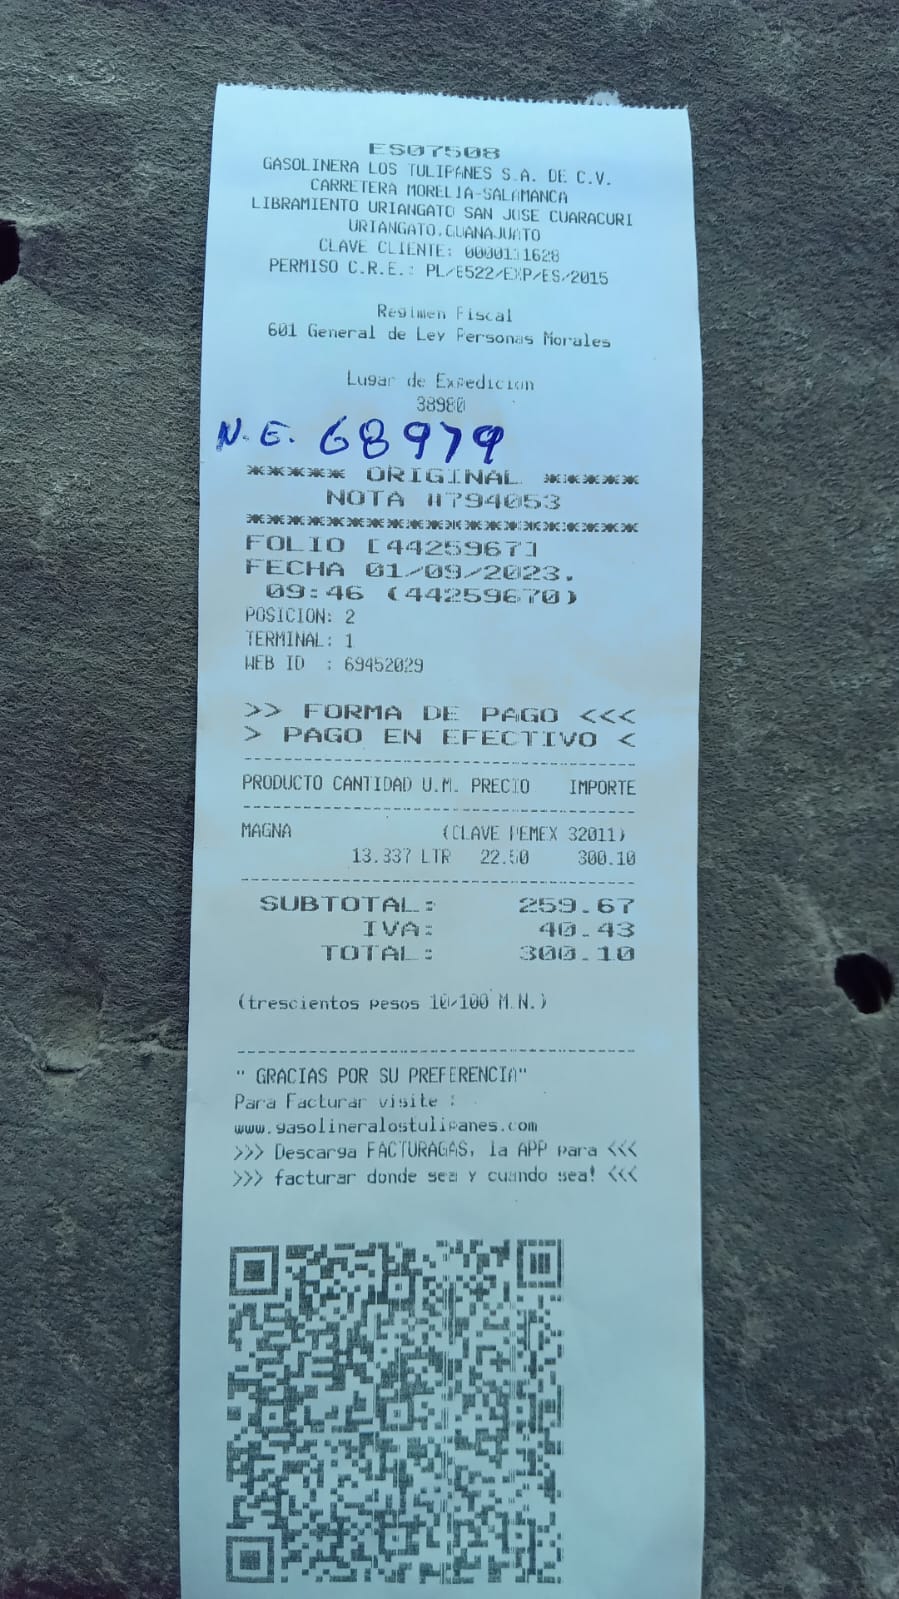 ES07508
GASOLINERA LOS TULIPANES S.A. DE C.V.
CARRETERA MORELIA-SALAMANCA
LIBRAMIENTO URIANGATO SAN JOSE CUARACURI
URIANGATO,GUANAJUATO
CLAVE CLIENTE: 0000111628
PERMISO C.R.E.: PL/6522/EXP/ES/2015
Regimen Fiscal
601 General de Ley Personas Morales
Lugar de Expedicion
38980
N.E. 68979
***** ORIGINAL *****
NOTA #794053
********************
FOLIO [4425967]
FECHA 01/09/2023.
09:46 (44259670)
POSICION: 2
TERMINAL: 1
WEB ID : 69452029
>> FORMA DE PAGO <<<
> PAGO EN EFECTIVO <
----------------------------------------
PRODUCTO CANTIDAD U.M. PRECIO IMPORTE
----------------------------------------
MAGNA (CLAVE PEMEX 32011)
13.337 LTR 22.50 300.10
----------------------------------------
SUBTOTAL: 259.67
IVA: 40.43
TOTAL: 300.10
(trescientos pesos 10/100 M.N.)
----------------------------------------
" GRACIAS POR SU PREFERENCIA"
Para Facturar visite :
www.gasolineralostulipanes.com
>>> Descarga FACTURAGAS, la APP para <<<
>>> facturar donde sea y cuando sea! <<<